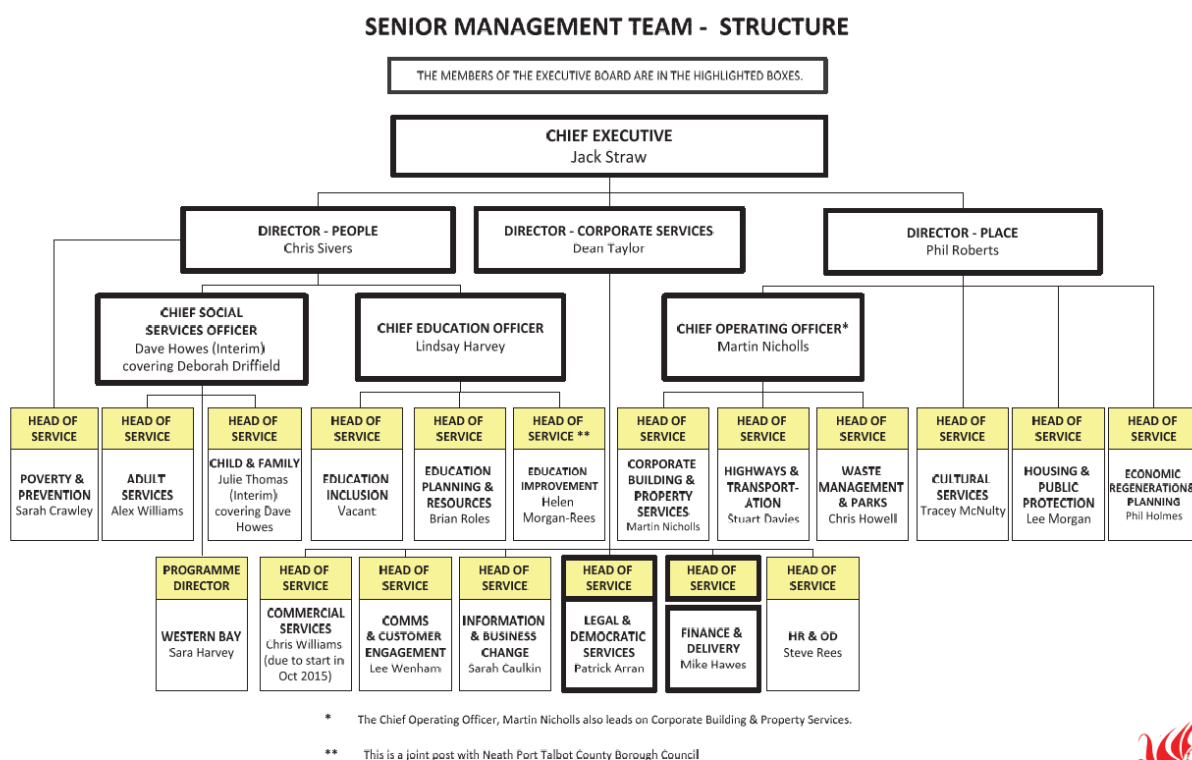 SENIOR MANAGEMENT TEAM - STRUCTURE
THE MEMBERS OF THE EXECUTIVE BOARD ARE IN THE HIGHLIGHTED BOXES.
CHIEF EXECUTIVE
Jack Straw
DIRECTOR - PEOPLE
Chris Sivers
DIRECTOR - CORPORATE SERVICES
Dean Taylor
DIRECTOR - PLACE
Phil Roberts
CHIEF SOCIAL
SERVICES OFFICER
Dave Howes (Interim)
covering Deborah Driffield
CHIEF EDUCATION OFFICER
Lindsay Harvey
CHIEF OPERATING OFFICER*
Martin Nicholls
HEAD OF
SERVICE
POVERTY &
PREVENTION
Sarah Crawley
HEAD OF
SERVICE
ADULT
SERVICES
Alex Williams
HEAD OF
SERVICE
CHILD & FAMILY
Julie Thomas
(Interim)
covering Dave
Howes
HEAD OF
SERVICE
EDUCATION
INCLUSION
Vacant
HEAD OF
SERVICE
EDUCATION
PLANNING &
RESOURCES
Brian Roles
HEAD OF
SERVICE **
EDUCATION
IMPROVEMENT
Helen
Morgan-Rees
HEAD OF
SERVICE
CORPORATE
BUILDING &
PROPERTY
SERVICES
Martin Nicholls
HEAD OF
SERVICE
HIGHWAYS &
TRANSPORT-
ATION
Stuart Davies
HEAD OF
SERVICE
WASTE
MANAGEMENT
& PARKS
Chris Howell
HEAD OF
SERVICE
CULTURAL
SERVICES
Tracey McNulty
HEAD OF
SERVICE
HOUSING &
PUBLIC
PROTECTION
Lee Morgan
HEAD OF
SERVICE
ECONOMIC
REGENERATION&
PLANNING
Phil Holmes
PROGRAMME
DIRECTOR
WESTERN BAY
Sara Harvey
HEAD OF
SERVICE
COMMERCIAL
SERVICES
Chris Williams
(due to start in
Oct 2015)
HEAD OF
SERVICE
COMMS
& CUSTOMER
ENGAGEMENT
Lee Wenham
HEAD OF
SERVICE
INFORMATION
& BUSINESS
CHANGE
Sarah Caulkin
HEAD OF
SERVICE
LEGAL &
DEMOCRATIC
SERVICES
Patrick Arran
HEAD OF
SERVICE
FINANCE &
DELIVERY
Mike Hawes
HEAD OF
SERVICE
HR & OD
Steve Rees
* The Chief Operating Officer, Martin Nicholls also leads on Corporate Building & Property Services.
** This is a joint post with Neath Port Talbot County Borough Council